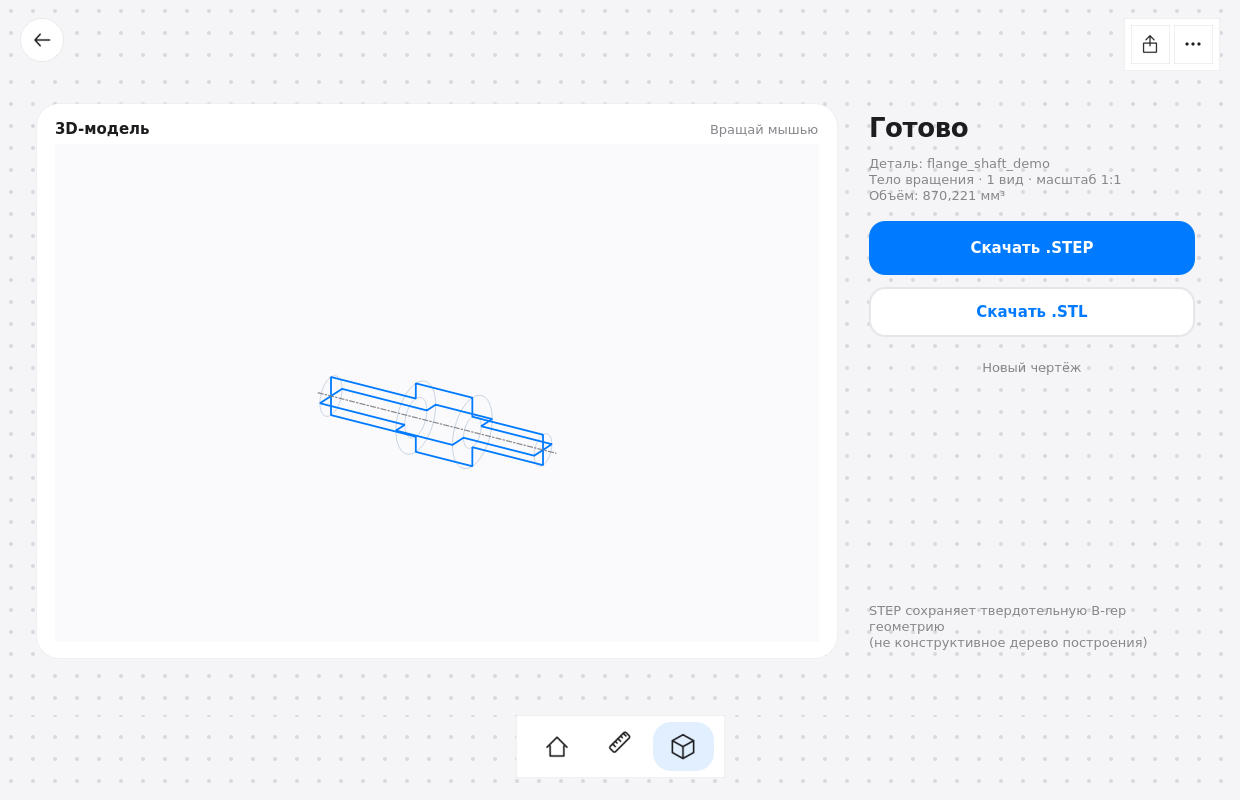 3D-модель
Вращай мышью
Готово
Деталь: flange_shaft_demo
Тело вращения · 1 вид · масштаб 1:1
Объём: 870,221 мм³
Скачать .STEP
Скачать .STL
Новый чертёж
STEP сохраняет твердотельную B-rep
геометрию
(не конструктивное дерево построения)